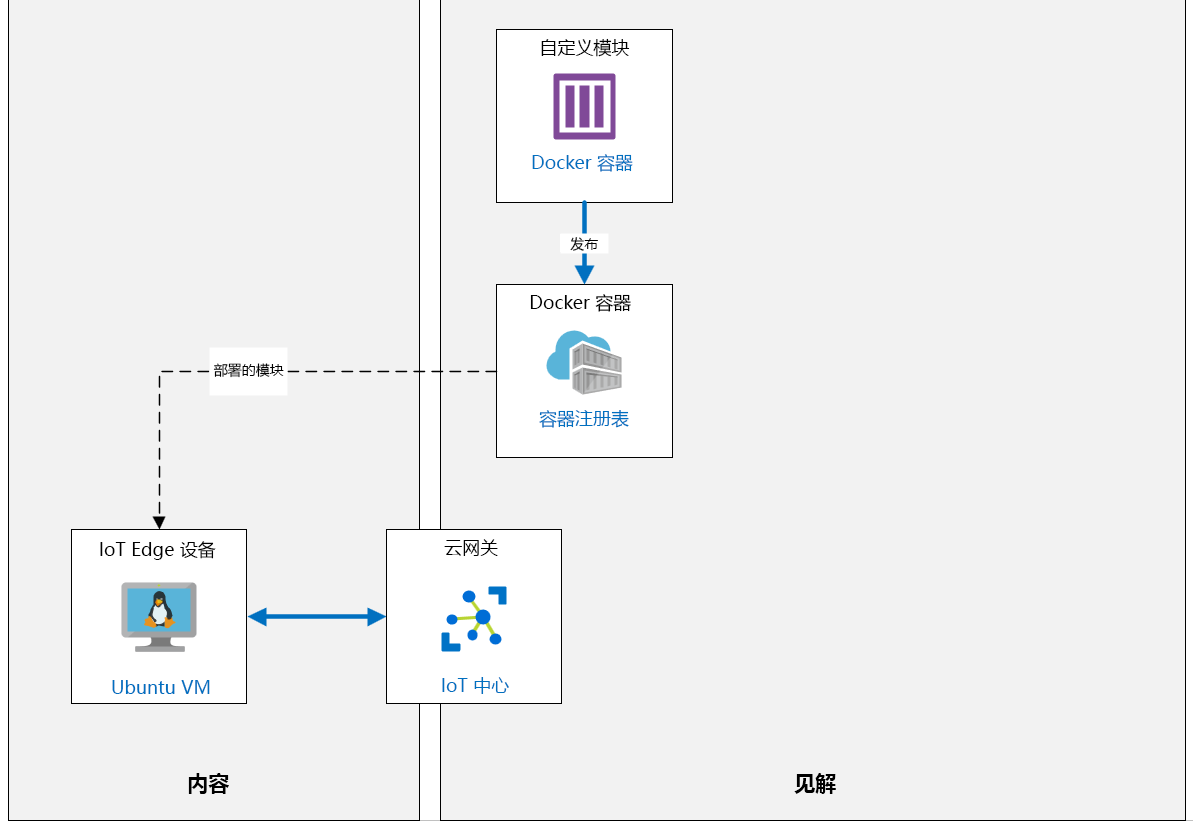 自定义模块
Docker 容器
发布
Docker 容器
容器注册表
部署的模块
IoT Edge 设备
Ubuntu VM
云网关
IoT 中心
内容
见解